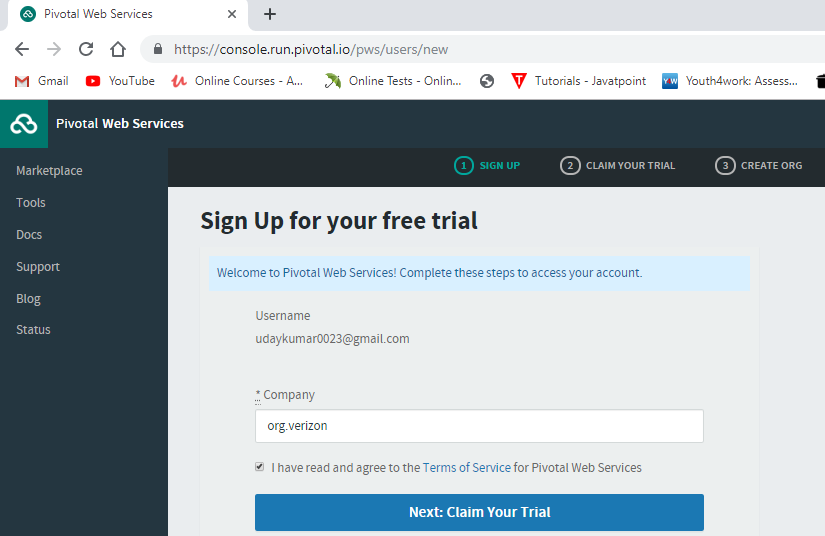 Pivotal Web Services
https://console.run.pivotal.io/pws/users/new
Gmail YouTube Online Courses - A... Online Tests - Onlin... Tutorials - Javatpoint Youth4work: Assess...
Pivotal Web Services
Marketplace
Tools
Docs
Support
Blog
Status
1 SIGN UP 2 CLAIM YOUR TRIAL 3 CREATE ORG
Sign Up for your free trial
Welcome to Pivotal Web Services! Complete these steps to access your account.
Username
udaykumar0023@gmail.com
* Company
org.verizon
I have read and agree to the Terms of Service for Pivotal Web Services
Next: Claim Your Trial